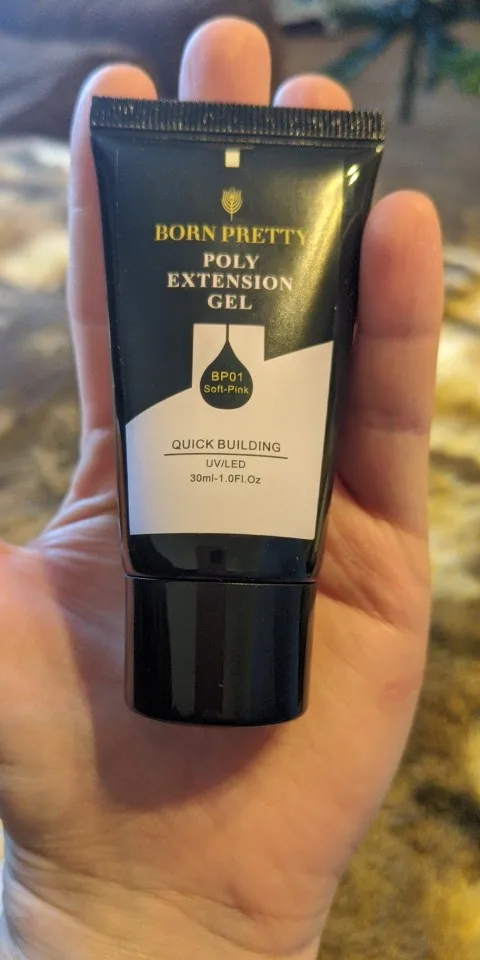 BORN PRETTY
POLY
EXTENSION
GEL
BP01
Soft-Pink
QUICK BUILDING
UV/LED
30ml-1.0Fl.Oz